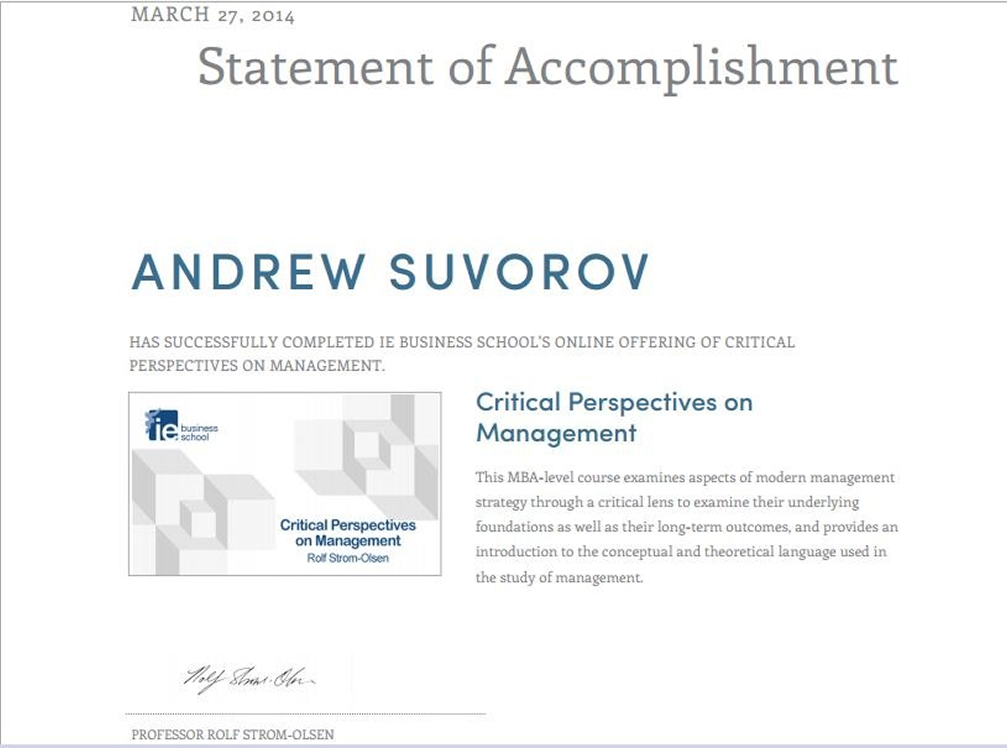 MARCH 27, 2014
Statement of Accomplishment
ANDREW SUVOROV
HAS SUCCESSFULLY COMPLETED IE BUSINESS SCHOOL'S ONLINE OFFERING OF CRITICAL
PERSPECTIVES ON MANAGEMENT.
ie business
school
Critical Perspectives
on Management
Rolf Strom-Olsen
Critical Perspectives on
Management
This MBA-level course examines aspects of modern management
strategy through a critical lens to examine their underlying
foundations as well as their long-term outcomes, and provides an
introduction to the conceptual and theoretical language used in
the study of management.
Rolf Strom-Olsen
PROFESSOR ROLF STROM-OLSEN